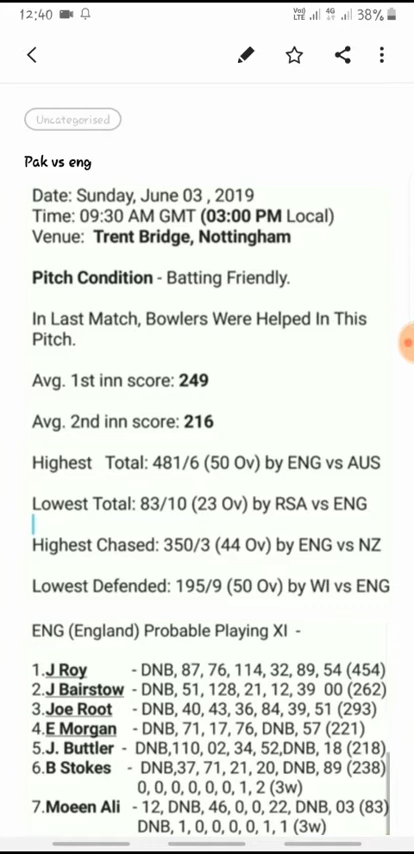 12:40
Vo)) LTE 4G 38%
Uncategorised
Pak vs eng
Date: Sunday, June 03 , 2019
Time: 09:30 AM GMT (03:00 PM Local)
Venue: Trent Bridge, Nottingham
Pitch Condition - Batting Friendly.
In Last Match, Bowlers Were Helped In This
Pitch.
Avg. 1st inn score: 249
Avg. 2nd inn score: 216
Highest Total: 481/6 (50 Ov) by ENG vs AUS
Lowest Total: 83/10 (23 Ov) by RSA vs ENG
Highest Chased: 350/3 (44 Ov) by ENG vs NZ
Lowest Defended: 195/9 (50 Ov) by WI vs ENG
ENG (England) Probable Playing XI -
1.J Roy - DNB, 87, 76, 114, 32, 89, 54 (454)
2.J Bairstow - DNB, 51, 128, 21, 12, 39 00 (262)
3.Joe Root - DNB, 40, 43, 36, 84, 39, 51 (293)
4.E Morgan - DNB, 71, 17, 76, DNB, 57 (221)
5.J. Buttler - DNB,110, 02, 34, 52,DNB, 18 (218)
6.B Stokes - DNB,37, 71, 21, 20, DNB, 89 (238)
0, 0, 0, 0, 0, 1, 2 (3w)
7.Moeen Ali - 12, DNB, 46, 0, 0, 22, DNB, 03 (83)
DNB, 1, 0, 0, 0, 0, 1, 1 (3w)